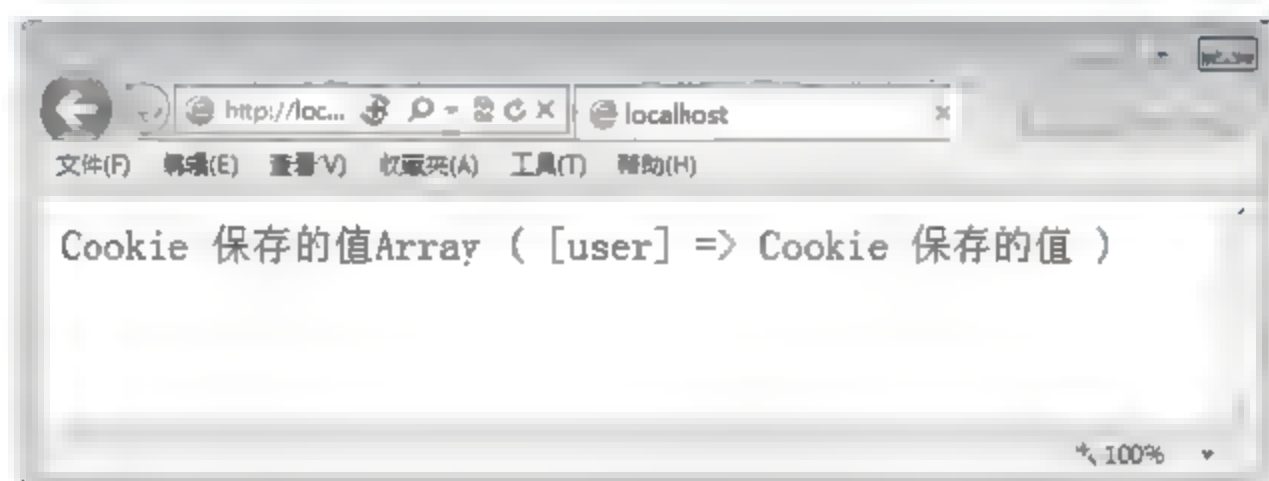 http://loc...
localhost
文件(F) 编辑(E) 查看(V) 收藏夹(A) 工具(T) 帮助(H)
Cookie 保存的值Array ( [user] => Cookie 保存的值 )
100%